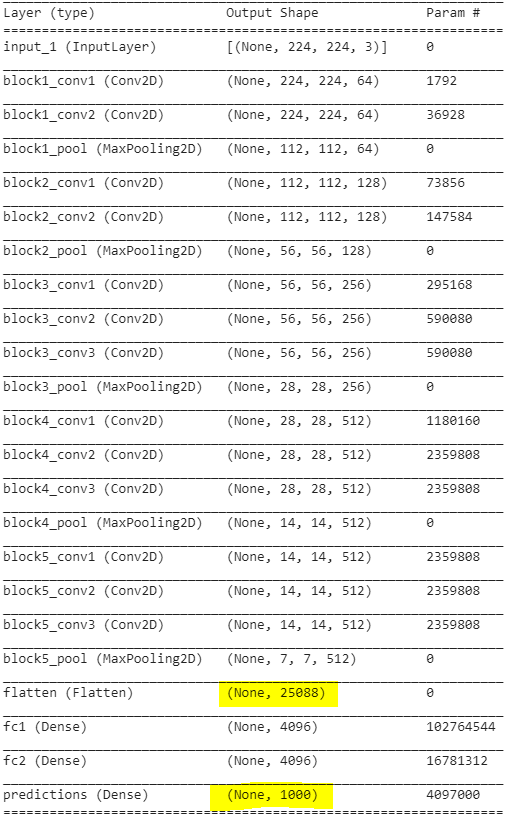 Layer (type) Output Shape Param #
input_1 (InputLayer) [(None, 224, 224, 3)] 0
block1_conv1 (Conv2D) (None, 224, 224, 64) 1792
block1_conv2 (Conv2D) (None, 224, 224, 64) 36928
block1_pool (MaxPooling2D) (None, 112, 112, 64) 0
block2_conv1 (Conv2D) (None, 112, 112, 128) 73856
block2_conv2 (Conv2D) (None, 112, 112, 128) 147584
block2_pool (MaxPooling2D) (None, 56, 56, 128) 0
block3_conv1 (Conv2D) (None, 56, 56, 256) 295168
block3_conv2 (Conv2D) (None, 56, 56, 256) 590080
block3_conv3 (Conv2D) (None, 56, 56, 256) 590080
block3_pool (MaxPooling2D) (None, 28, 28, 256) 0
block4_conv1 (Conv2D) (None, 28, 28, 512) 1180160
block4_conv2 (Conv2D) (None, 28, 28, 512) 2359808
block4_conv3 (Conv2D) (None, 28, 28, 512) 2359808
block4_pool (MaxPooling2D) (None, 14, 14, 512) 0
block5_conv1 (Conv2D) (None, 14, 14, 512) 2359808
block5_conv2 (Conv2D) (None, 14, 14, 512) 2359808
block5_conv3 (Conv2D) (None, 14, 14, 512) 2359808
block5_pool (MaxPooling2D) (None, 7, 7, 512) 0
flatten (Flatten) (None, 25088) 0
fc1 (Dense) (None, 4096) 102764544
fc2 (Dense) (None, 4096) 16781312
predictions (Dense) (None, 1000) 4097000